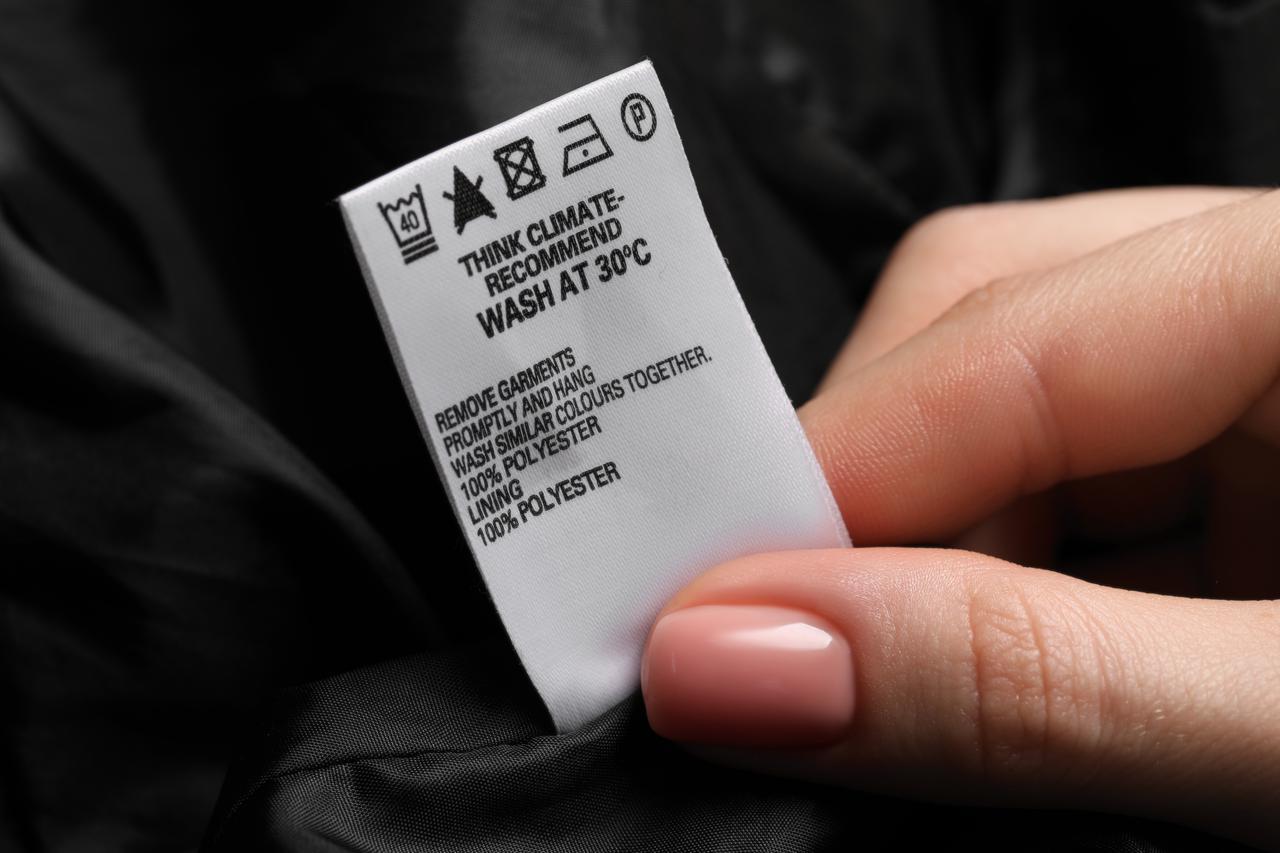 40 P
THINK CLIMATE-
RECOMMEND
WASH AT 30°C
REMOVE GARMENTS
PROMPTLY AND HANG
WASH SIMILAR COLOURS TOGETHER.
100% POLYESTER
LINING
100% POLYESTER